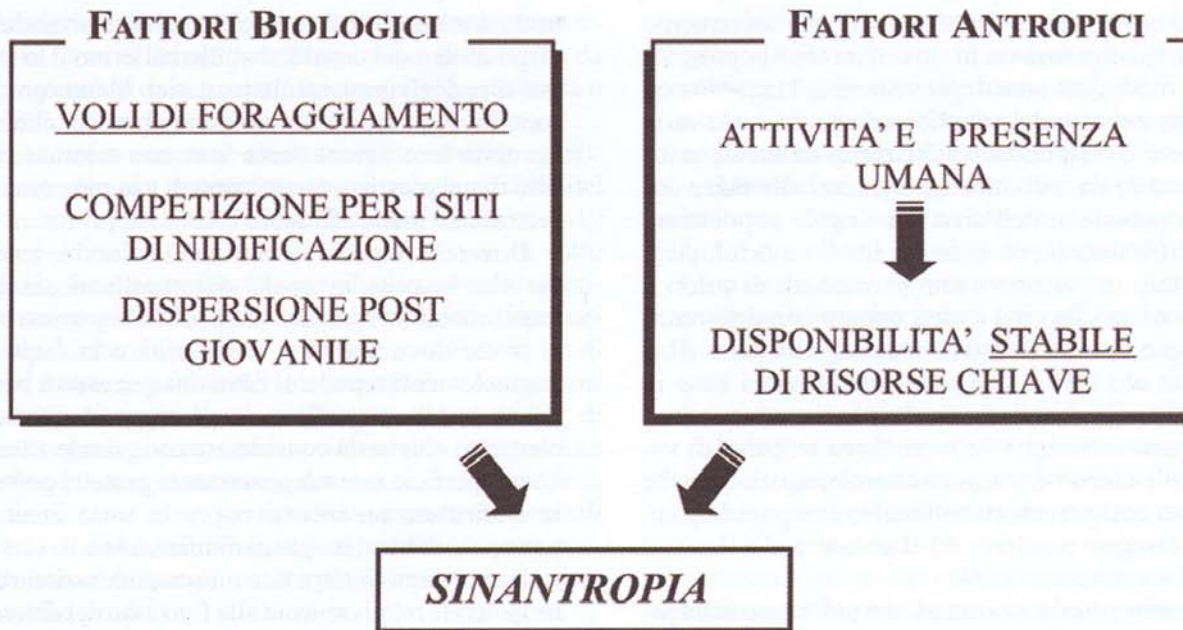 FATTORI BIOLOGICI
VOLI DI FORAGGIAMENTO
COMPETIZIONE PER I SITI
DI NIDIFICAZIONE
DISPERSIONE POST
GIOVANILE
FATTORI ANTROPICI
ATTIVITA' E PRESENZA
UMANA
DISPONIBILITA' STABILE
DI RISORSE CHIAVE
SINANTROPIA